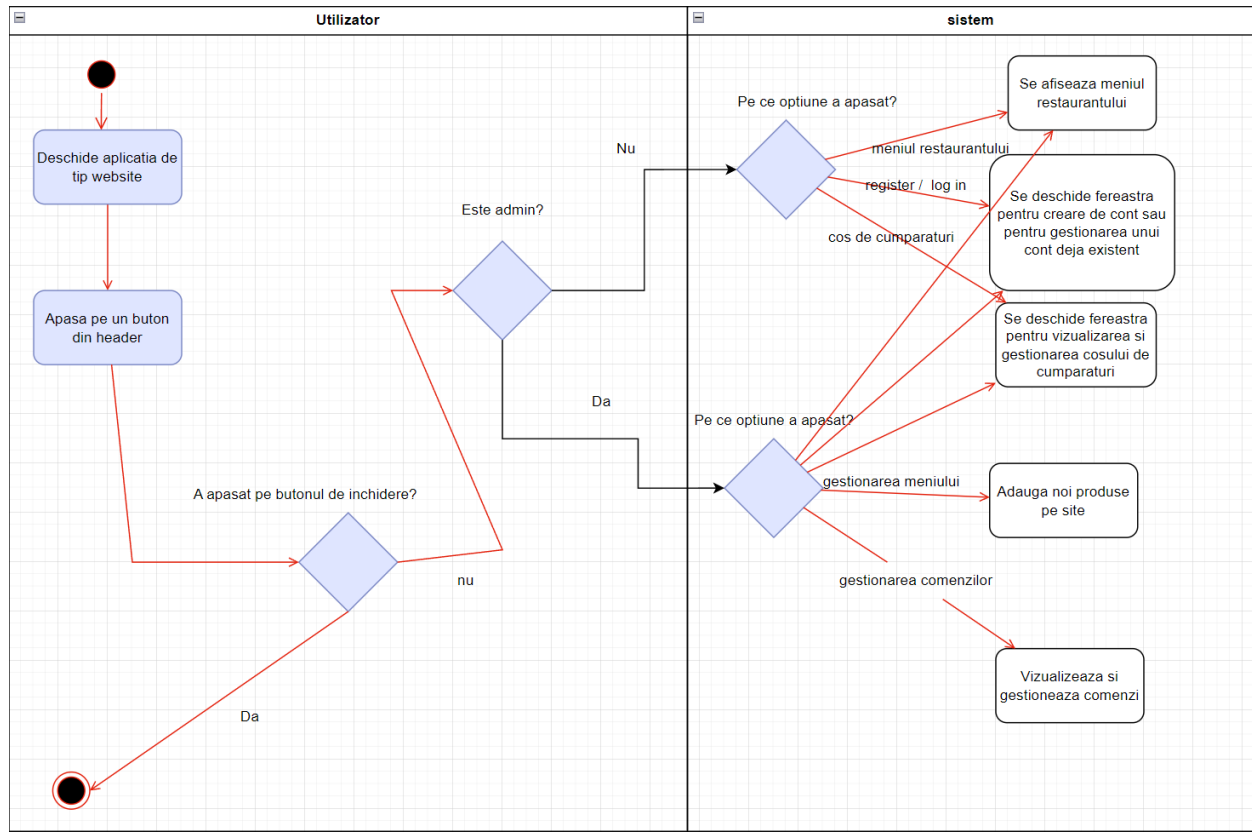 Utilizator
sistem
Deschide aplicatia de
tip website
Apasa pe un buton
din header
A apasat pe butonul de inchidere?
nu
Da
Este admin?
Nu
Da
Pe ce optiune a apasat?
meniul restaurantului
register / log in
cos de cumparaturi
Se afiseaza meniul
restaurantului
Se deschide fereastra
pentru creare de cont sau
pentru gestionarea unui
cont deja existent
Se deschide fereastra
pentru vizualizarea si
gestionarea cosului de
cumparaturi
Pe ce optiune a apasat?
gestionarea meniului
Adauga noi produse
pe site
gestionarea comenzilor
Vizualizeaza si
gestioneaza comenzi